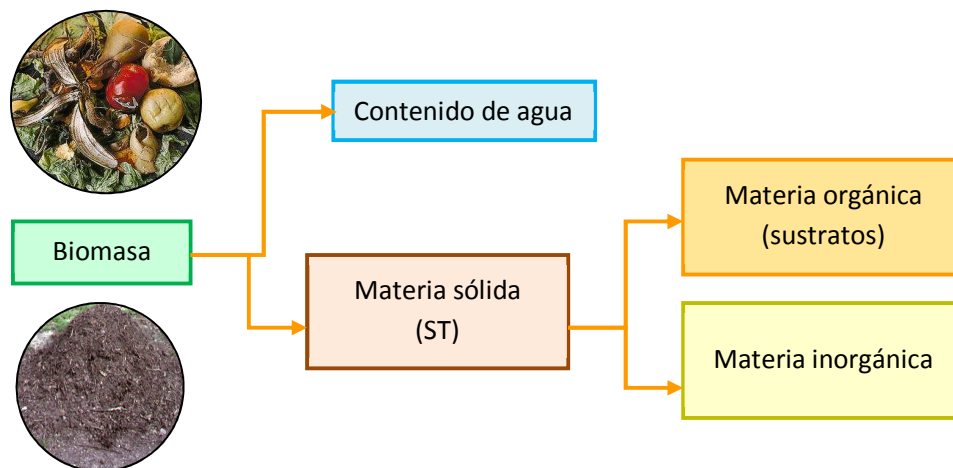 Contenido de agua
Biomasa
Materia sólida
(ST)
Materia orgánica
(sustratos)
Materia inorgánica